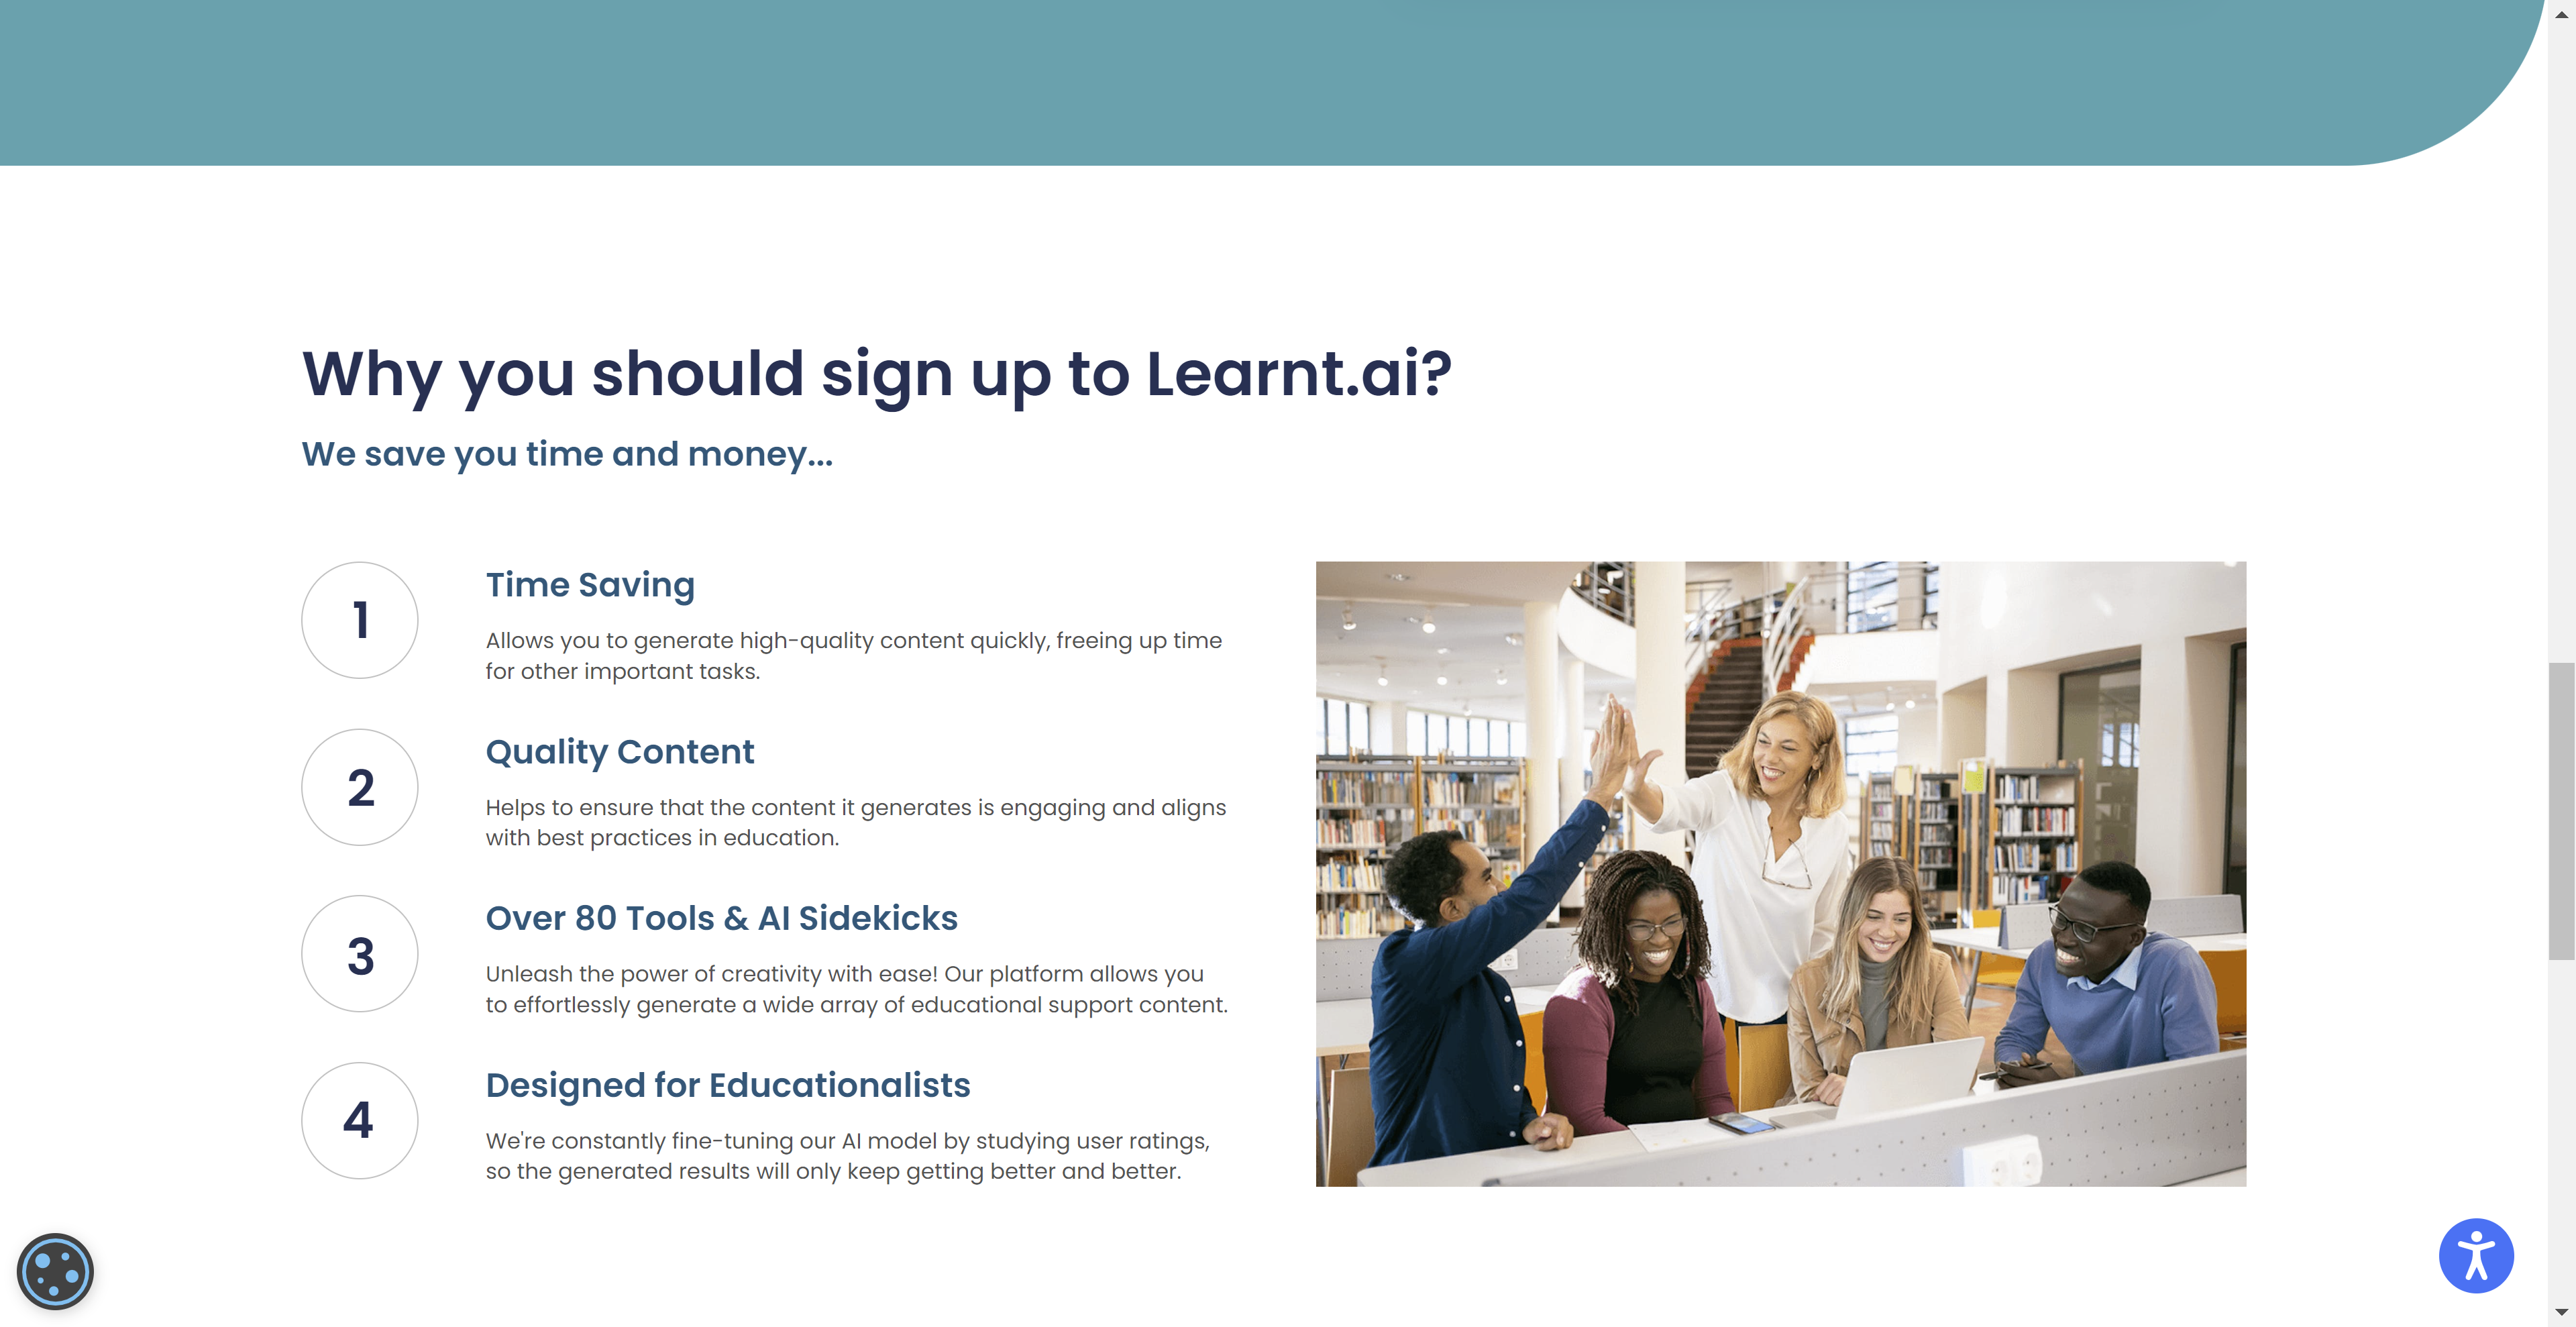 Why you should sign up to Learnt.ai?
We save you time and money...
1
Time Saving
Allows you to generate high-quality content quickly, freeing up time
for other important tasks.
2
Quality Content
Helps to ensure that the content it generates is engaging and aligns
with best practices in education.
3
Over 80 Tools & AI Sidekicks
Unleash the power of creativity with ease! Our platform allows you
to effortlessly generate a wide array of educational support content.
4
Designed for Educationalists
We're constantly fine-tuning our AI model by studying user ratings,
so the generated results will only keep getting better and better.